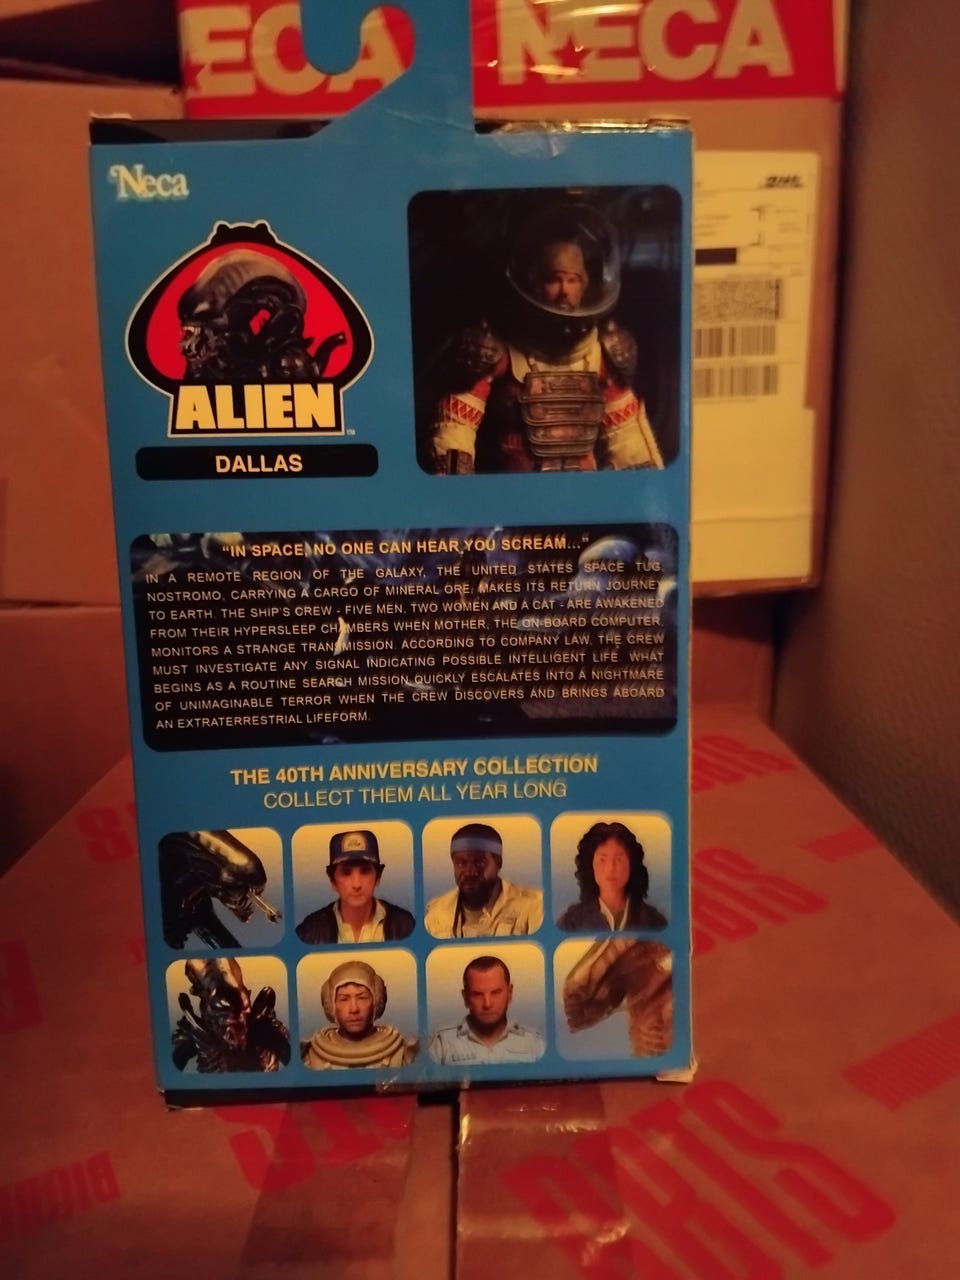 ECA
NECA
Neca
DHL
ALIEN
TM
DALLAS
"IN SPACE, NO ONE CAN HEAR YOU SCREAM..."
IN A REMOTE REGION OF THE GALAXY, THE UNITED STATES SPACE TUG,
NOSTROMO, CARRYING A CARGO OF MINERAL ORE, MAKES ITS RETURN JOURNEY
TO EARTH. THE SHIP'S CREW - FIVE MEN, TWO WOMEN AND A CAT - ARE AWAKENED
FROM THEIR HYPERSLEEP CHAMBERS WHEN MOTHER, THE ON-BOARD COMPUTER,
MONITORS A STRANGE TRANSMISSION. ACCORDING TO COMPANY LAW, THE CREW
MUST INVESTIGATE ANY SIGNAL INDICATING POSSIBLE INTELLIGENT LIFE. WHAT
BEGINS AS A ROUTINE SEARCH MISSION QUICKLY ESCALATES INTO A NIGHTMARE
OF UNIMAGINABLE TERROR WHEN THE CREW DISCOVERS AND BRINGS ABOARD
AN EXTRATERRESTRIAL LIFEFORM.
THE 40TH ANNIVERSARY COLLECTION
COLLECT THEM ALL YEAR LONG